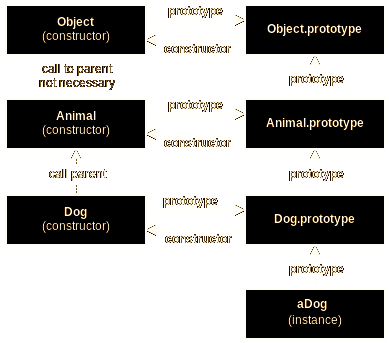 Object
(constructor)
prototype
constructor
Object.prototype
call to parent
not necessary
prototype
Animal
(constructor)
prototype
constructor
Animal.prototype
call parent
prototype
Dog
(constructor)
prototype
constructor
Dog.prototype
prototype
aDog
(instance)